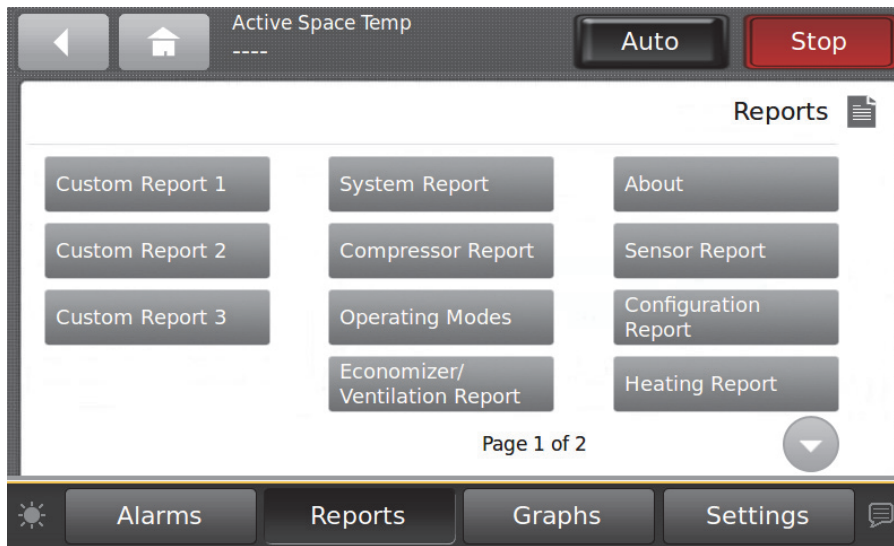 Active Space Temp
----
Auto
Stop
Reports
Custom Report 1
System Report
About
Custom Report 2
Compressor Report
Sensor Report
Custom Report 3
Operating Modes
Configuration
Report
Economizer/
Ventilation Report
Heating Report
Page 1 of 2
Alarms
Reports
Graphs
Settings